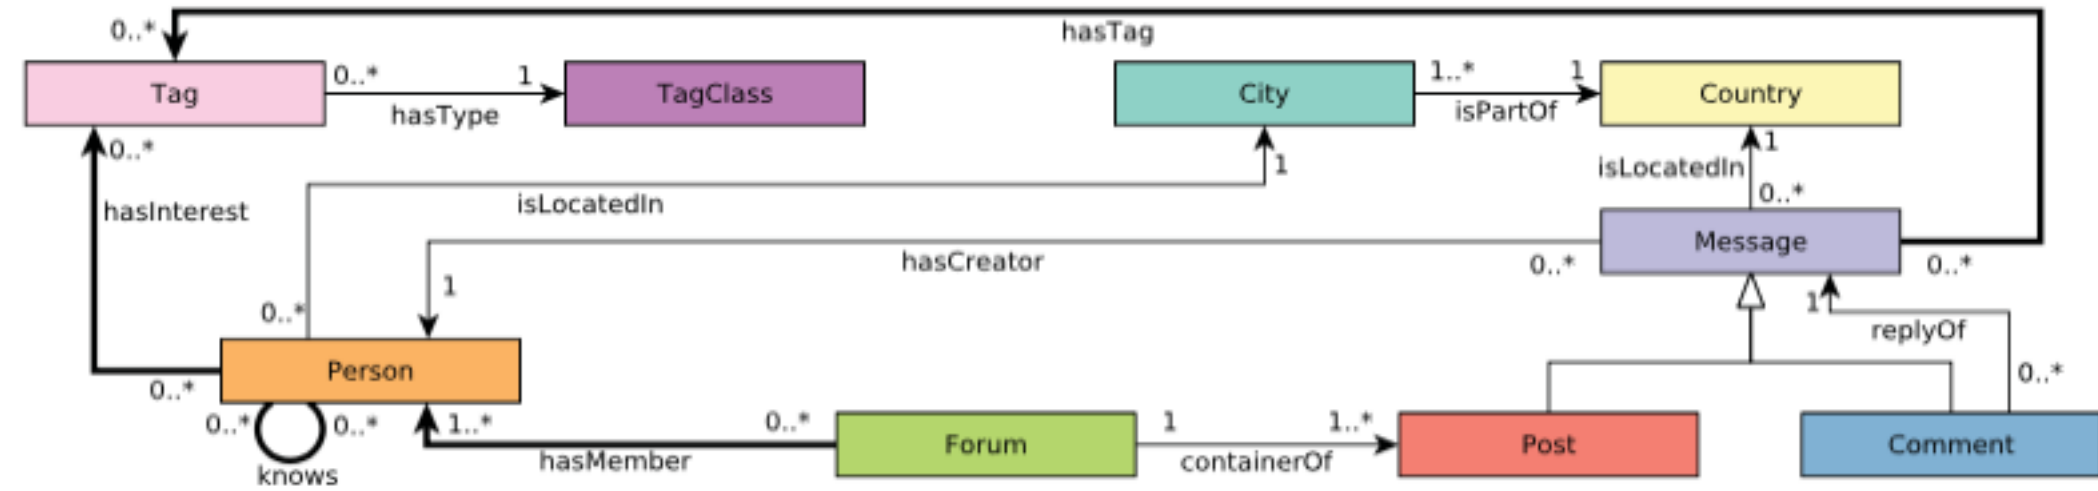 0..*
hasTag
Tag
0..*
1
hasType
TagClass
City
1..*
1
isPartOf
Country
0..*
hasInterest
1
isLocatedIn
1
isLocatedIn
0..*
Message
0..*
0..*
hasCreator
1
0..*
1
replyOf
0..*
Person
0..*
0..*
0..*
knows
1..*
hasMember
0..*
Forum
1
containerOf
1..*
Post
Comment